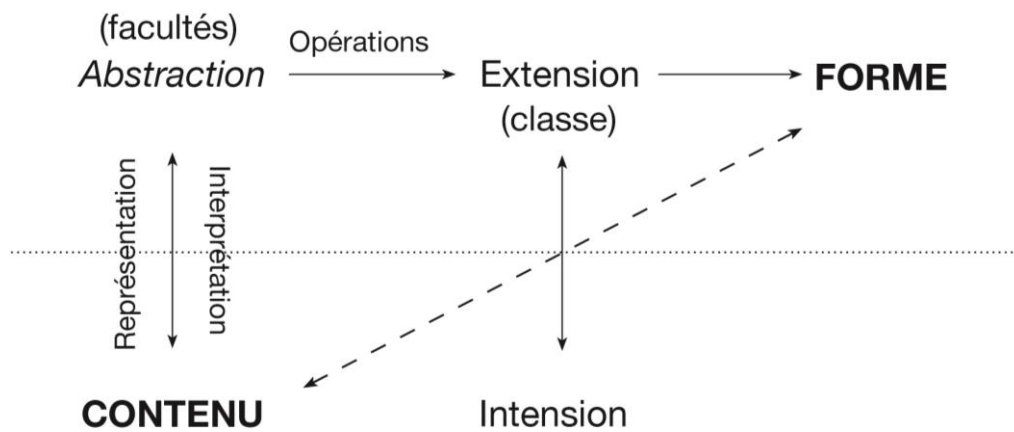 (facultés)
Abstraction
Opérations
Extension
(classe)
FORME
Représentation
Interprétation
CONTENU
Intension